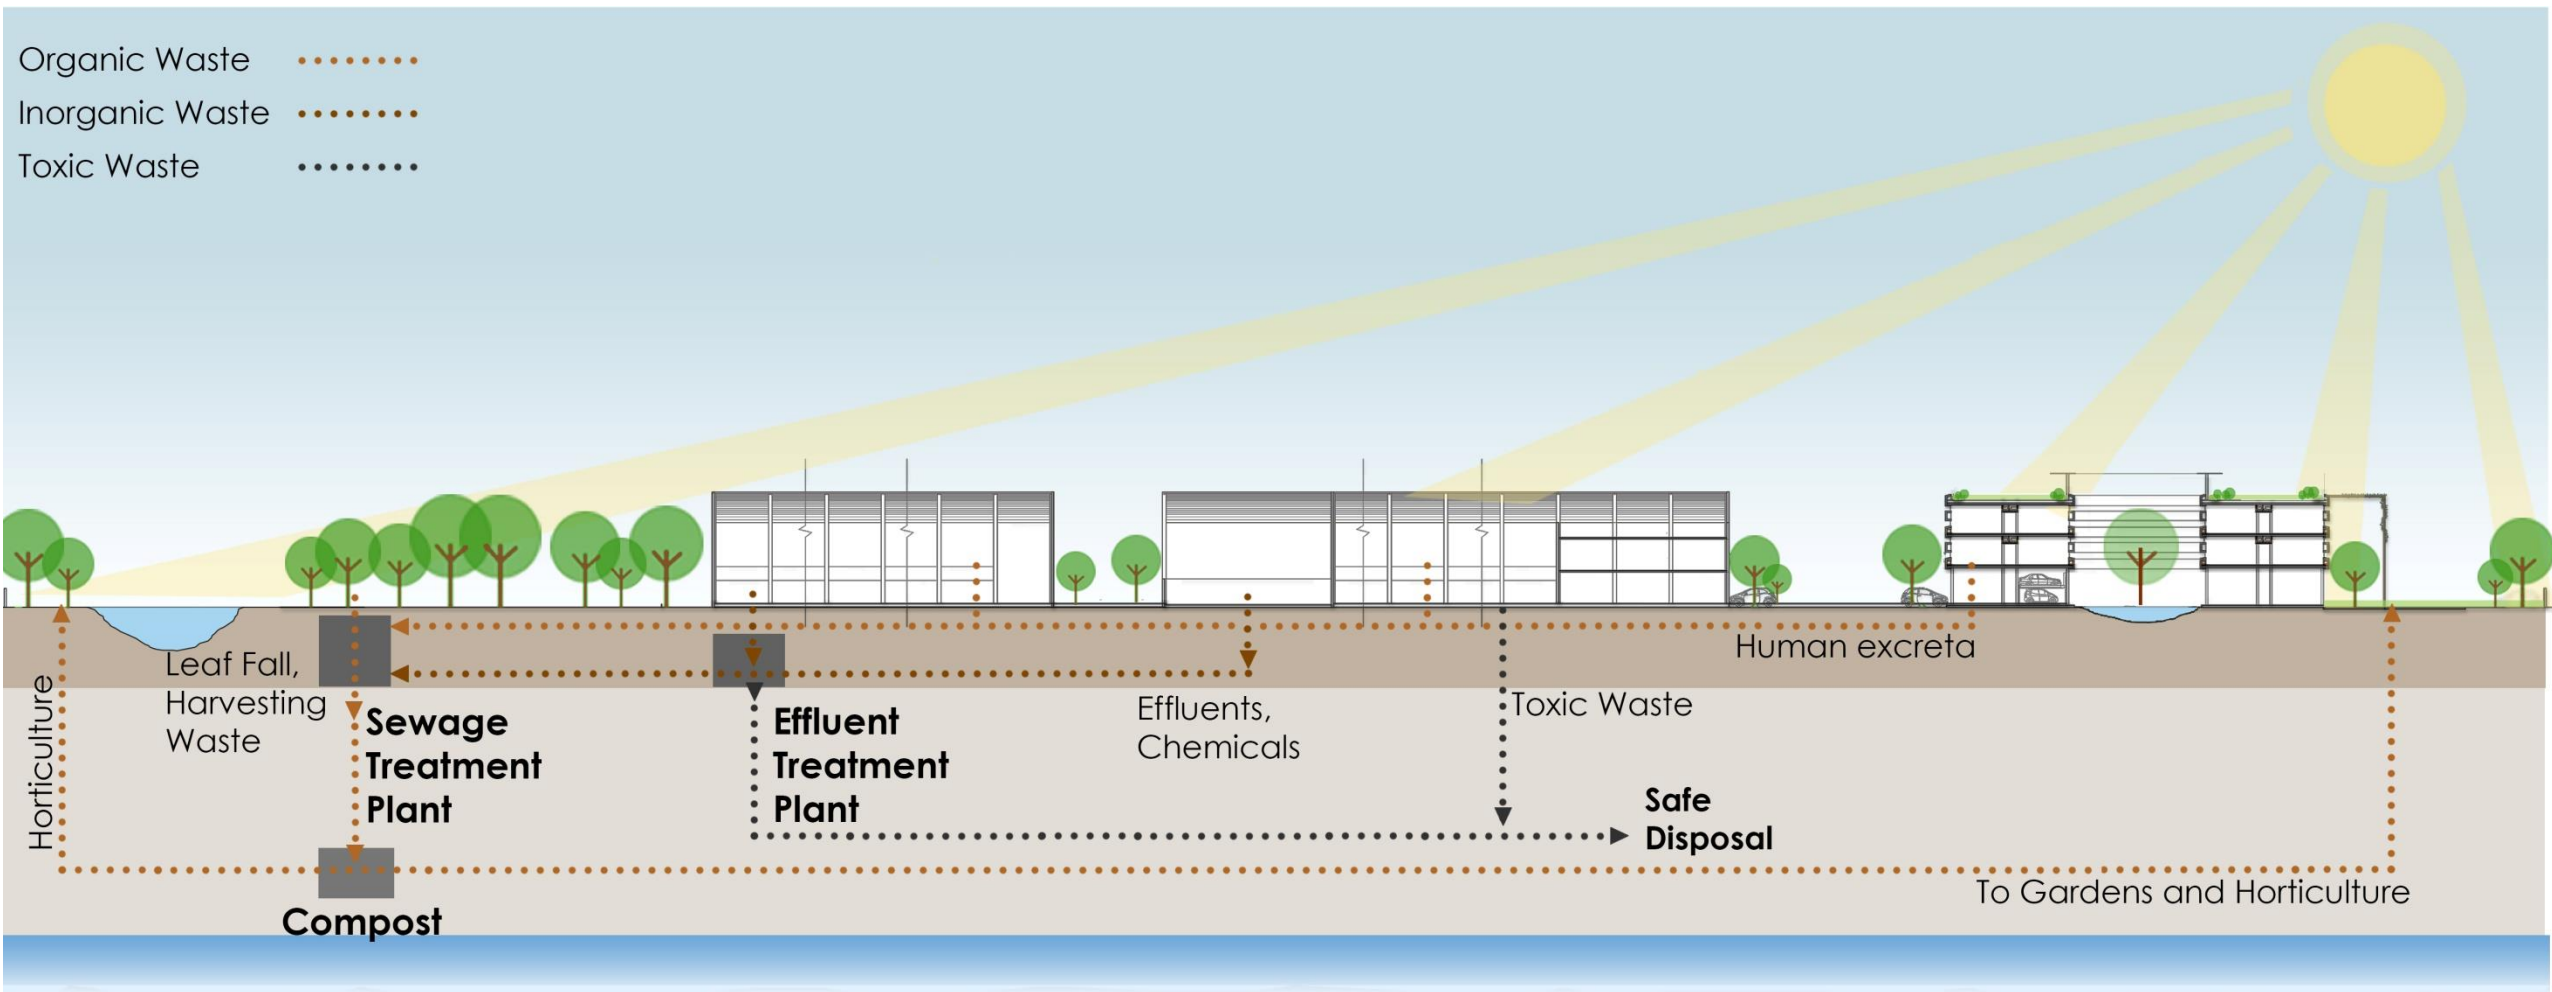 Organic Waste
Inorganic Waste
Toxic Waste
Horticulture
Leaf Fall,
Harvesting
Waste
Sewage
Treatment
Plant
Compost
Effluent
Treatment
Plant
Effluents,
Chemicals
Toxic Waste
Human excreta
Safe
Disposal
To Gardens and Horticulture